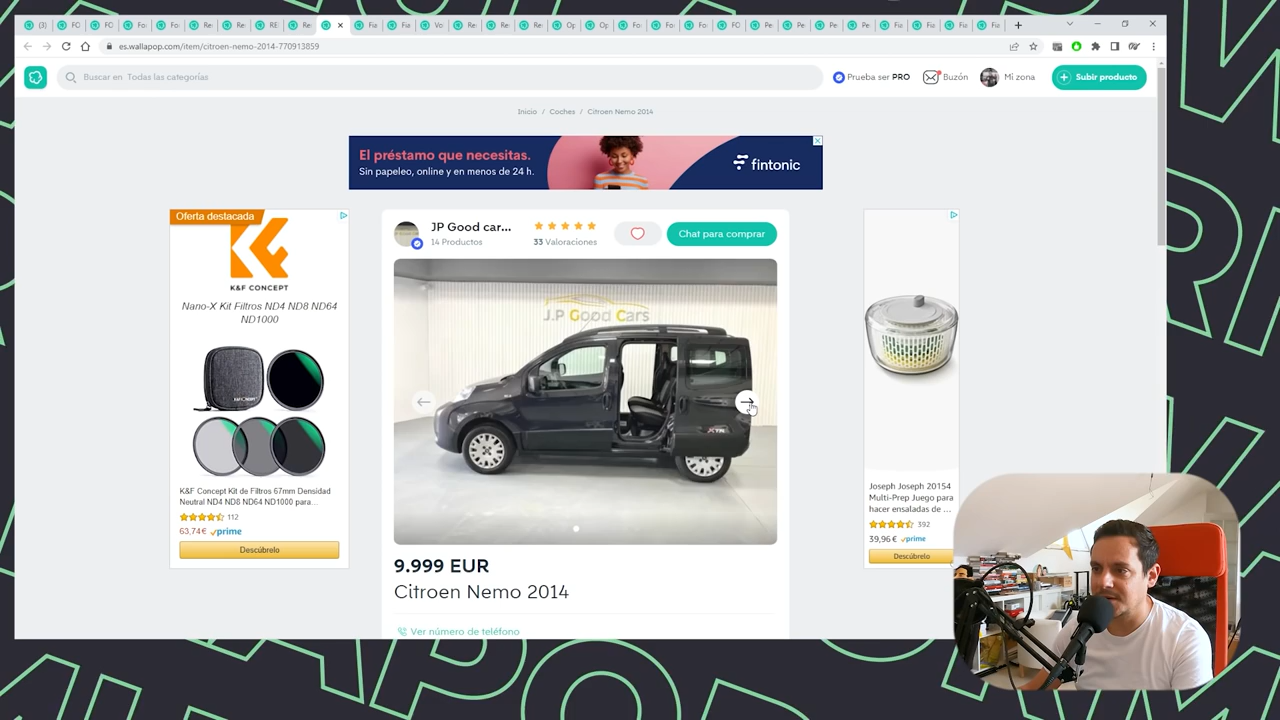 es.wallapop.com/item/citroen-nemo-2014-770913859
Buscar en Todas las categorías
Prueba ser PRO
Buzón
Mi zona
Subir producto
Inicio / Coches / Citroen Nemo 2014
El préstamo que necesitas.
Sin papeleo, online y en menos de 24 h.
fintonic
Oferta destacada
K&F CONCEPT
Nano-X Kit Filtros ND4 ND8 ND64
ND1000
K&F Concept Kit de Filtros 67mm Densidad
Neutral ND4 ND8 ND64 ND1000 para...
112
63,74€ prime
Descúbrelo
JP Good car...
14 Productos
33 Valoraciones
Chat para comprar
J.P Good Cars
XTR
9.999 EUR
Citroen Nemo 2014
Ver número de teléfono
Joseph Joseph 20154
Multi-Prep Juego para
hacer ensaladas de ...
392
39,96 € prime
Descúbrelo